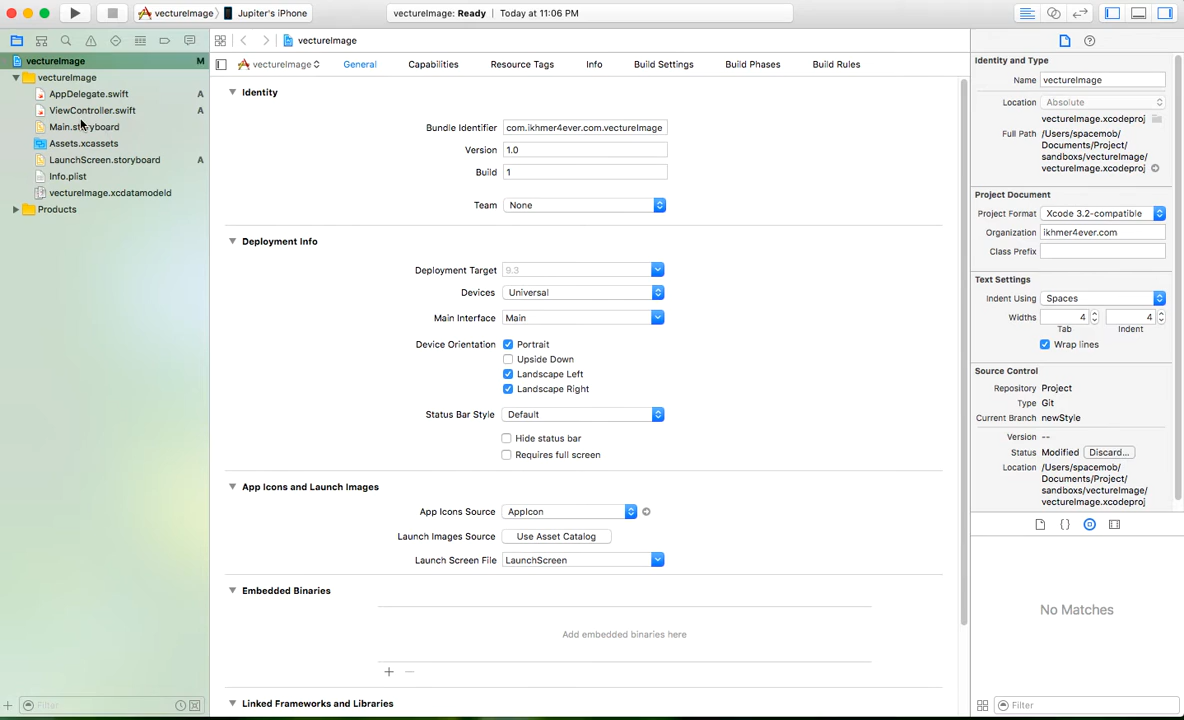 vectureImage 〉 Jupiter's iPhone
vectureImage: Ready | Today at 11:06 PM
vectureImage
vectureImage M
vectureImage
AppDelegate.swift A
ViewController.swift A
Main.storyboard
Assets.xcassets
LaunchScreen.storyboard A
Info.plist
vectureImage.xcdatamodeld
Products
Filter
vectureImage General Capabilities Resource Tags Info Build Settings Build Phases Build Rules
Identity
Bundle Identifier com.ikhmer4ever.com.vectureImage
Version 1.0
Build 1
Team None
Deployment Info
Deployment Target 9.3
Devices Universal
Main Interface Main
Device Orientation Portrait
Upside Down
Landscape Left
Landscape Right
Status Bar Style Default
Hide status bar
Requires full screen
App Icons and Launch Images
App Icons Source AppIcon
Launch Images Source Use Asset Catalog
Launch Screen File LaunchScreen
Embedded Binaries
Add embedded binaries here
Linked Frameworks and Libraries
Identity and Type
Name vectureImage
Location Absolute
vectureImage.xcodeproj
Full Path /Users/spacemob/
Documents/Project/
sandboxs/vectureImage/
vectureImage.xcodeproj
Project Document
Project Format Xcode 3.2-compatible
Organization ikhmer4ever.com
Class Prefix
Text Settings
Indent Using Spaces
Widths 4 4
Tab Indent
Wrap lines
Source Control
Repository Project
Type Git
Current Branch newStyle
Version --
Status Modified Discard...
Location /Users/spacemob/
Documents/Project/
sandboxs/vectureImage/
vectureImage.xcodeproj
No Matches
Filter